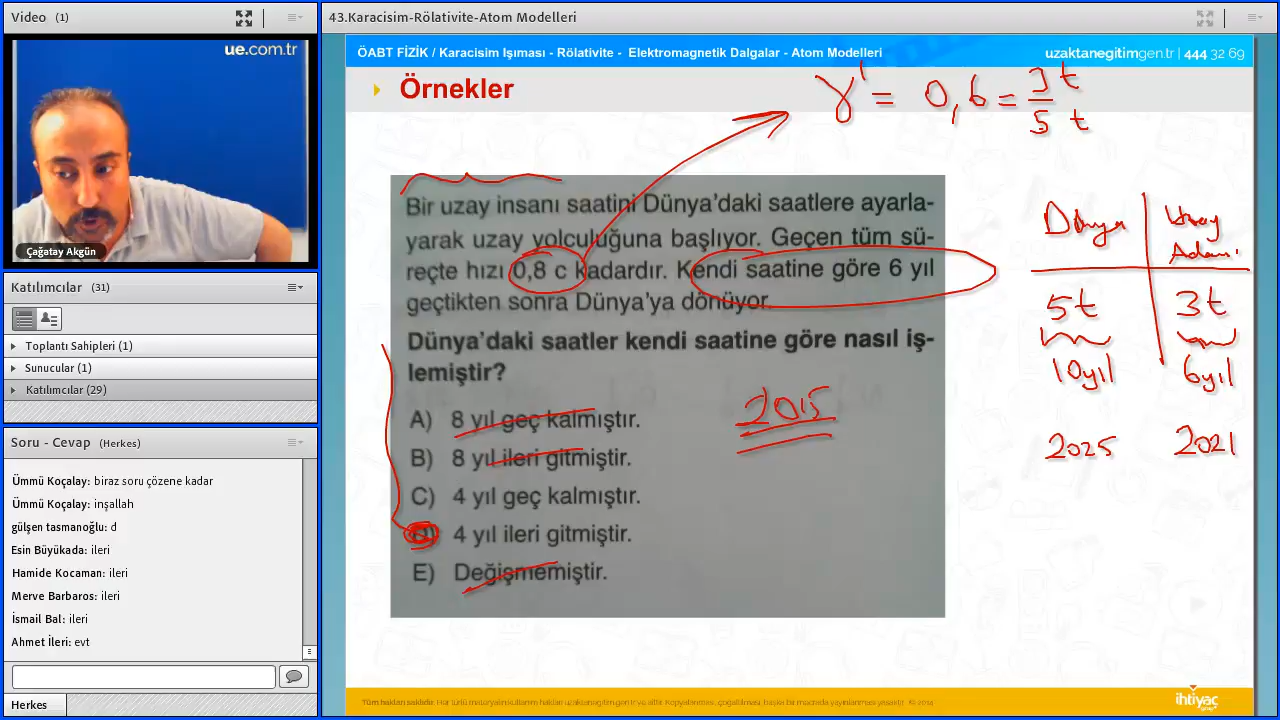 Video (1)
43.Karacisim-Rölativite-Atom Modelleri
ue.com.tr
Çağatay Akgün
Katılımcılar (31)
Toplantı Sahipleri (1)
Sunucular (1)
Katılımcılar (29)
Soru - Cevap (Herkes)
Ümmü Koçalay: biraz soru çözene kadar
Ümmü Koçalay: inşallah
gülşen tasmanoğlu: d
Esin Büyükada: ileri
Hamide Kocaman: ileri
Merve Barbaros: ileri
İsmail Bal: ileri
Ahmet İleri: evt
Herkes
ÖABT FİZİK / Karacisim Işıması - Rölativite - Elektromagnetik Dalgalar - Atom Modelleri
uzaktanegitimgen.tr | 444 32 69
Örnekler
γ' = 0,6 = 3t/5t
Bir uzay insanı saatini Dünya'daki saatlere ayarla-
yarak uzay yolculuğuna başlıyor. Geçen tüm sü-
reçte hızı 0,8 c kadardır. Kendi saatine göre 6 yıl
geçtikten sonra Dünya'ya dönüyor.
Dünya'daki saatler kendi saatine göre nasıl iş-
lemiştir?
A) 8 yıl geç kalmıştır.
B) 8 yıl ileri gitmiştir.
C) 4 yıl geç kalmıştır.
D) 4 yıl ileri gitmiştir.
E) Değişmemiştir.
2015
Dünya Uzay Adamı
5t 3t
10yıl 6yıl
2025 2021
Tüm hakları saklıdır.
ihtiyaç